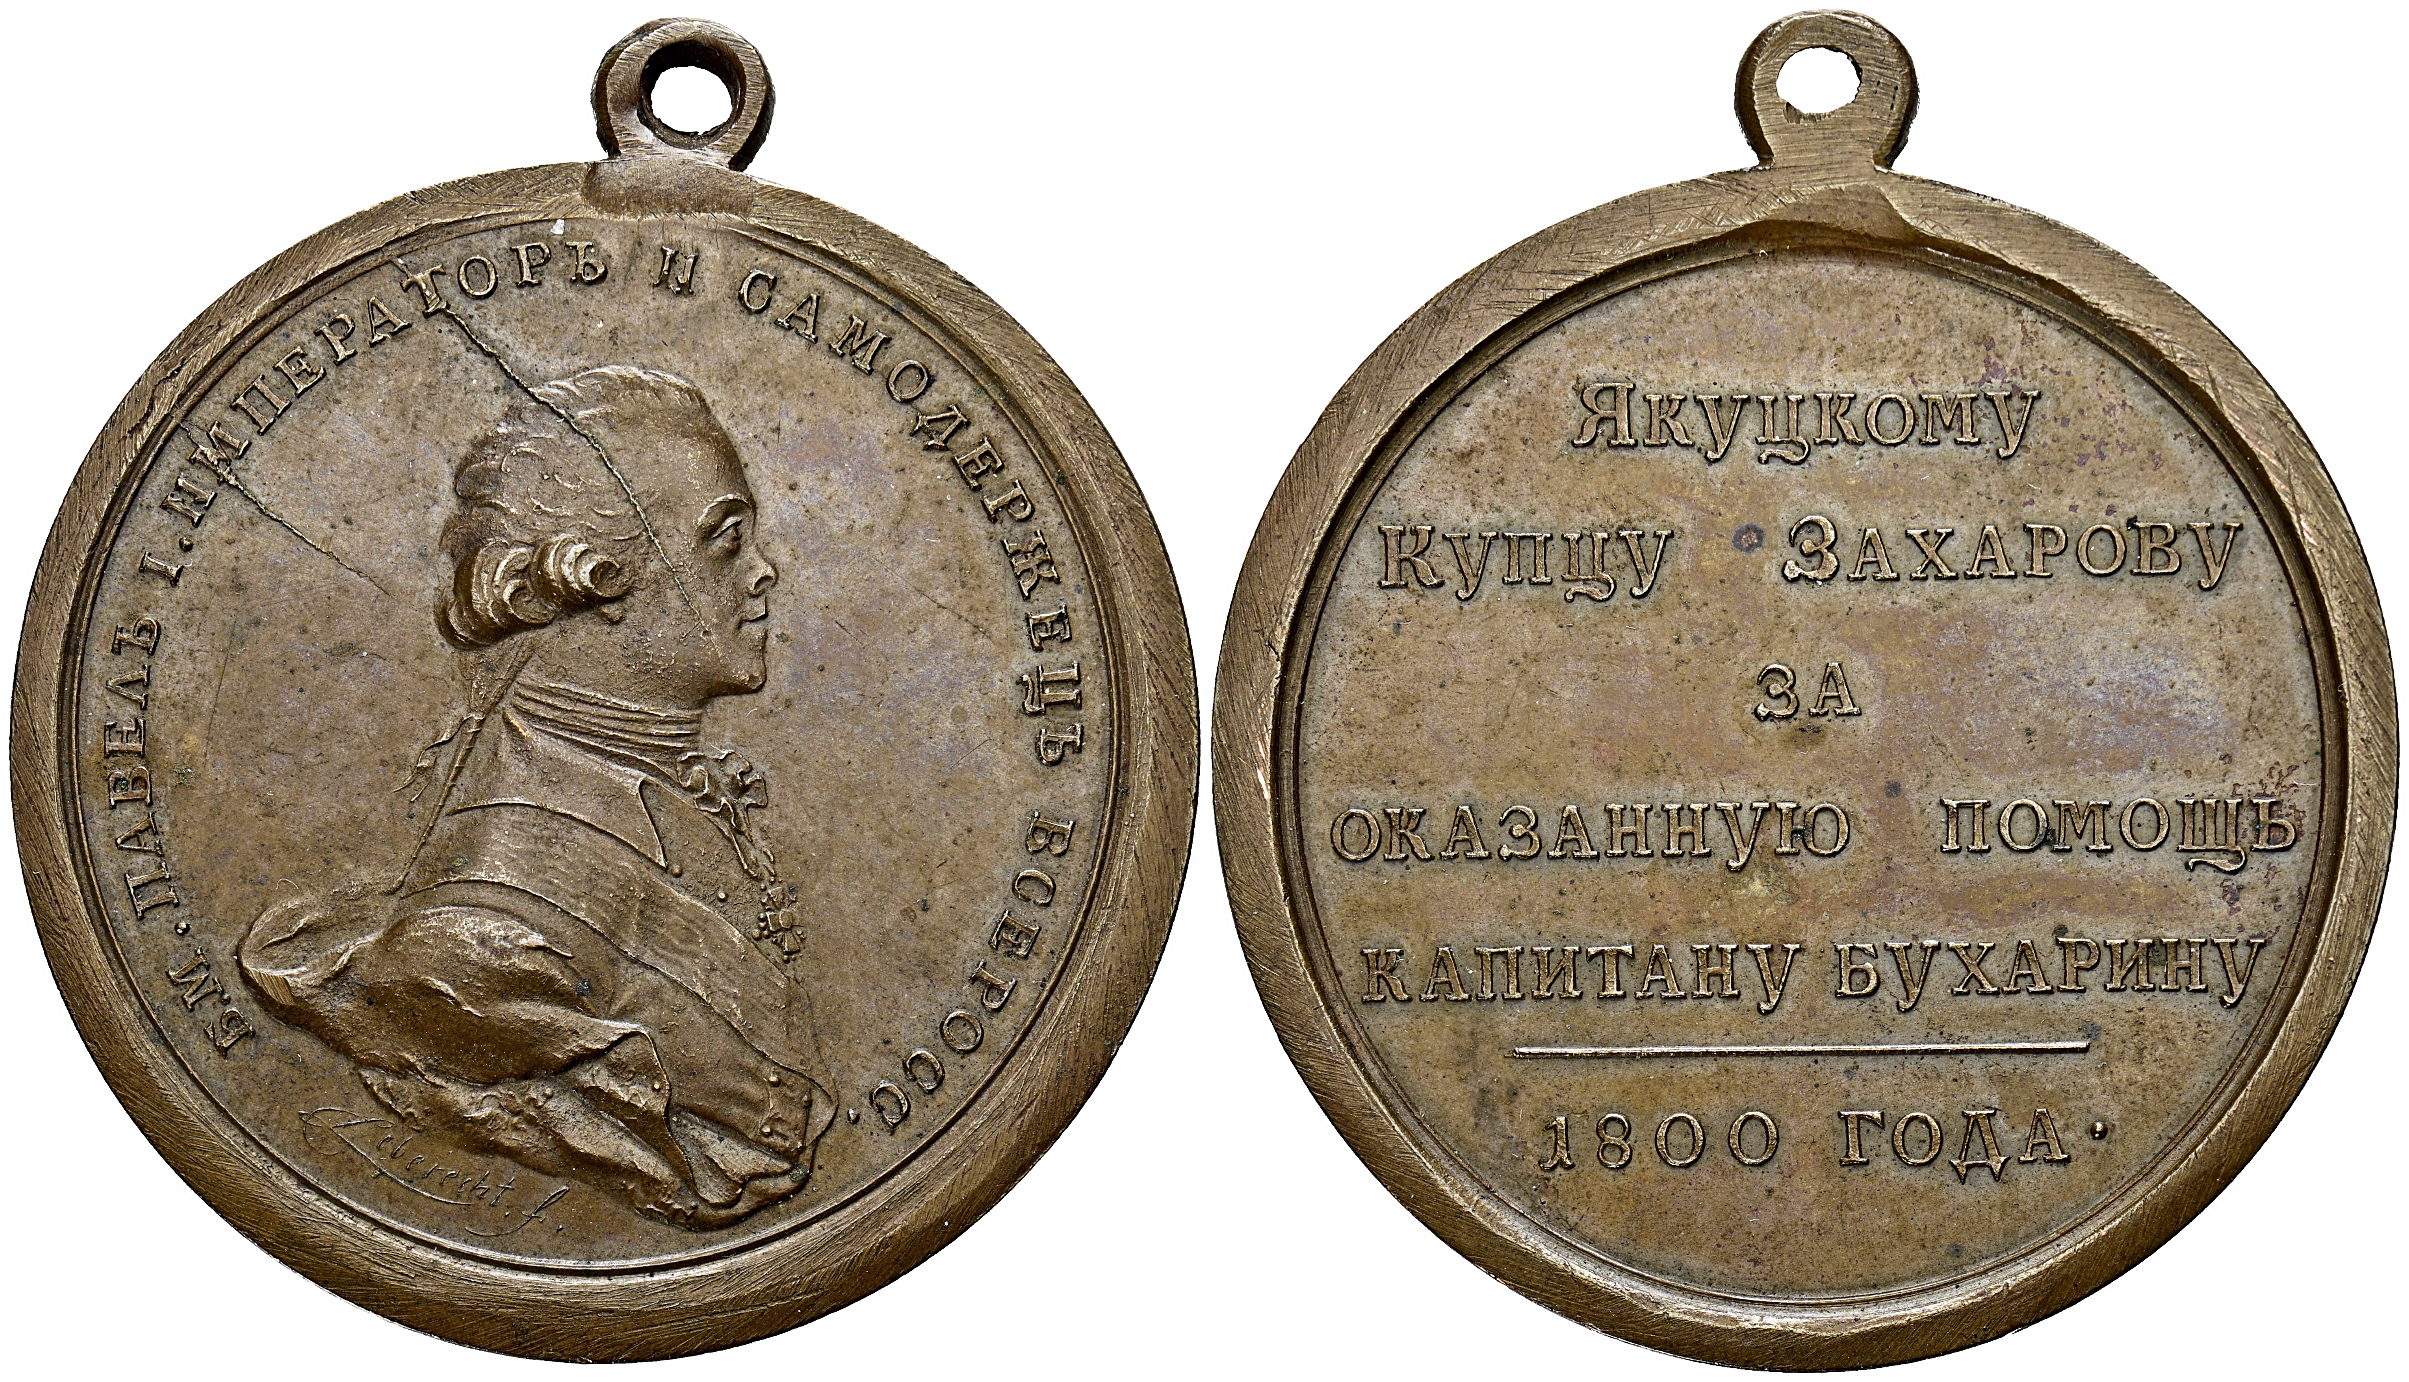 Б.М. ПАВЕЛЪ I. ИМПЕРАТОРЪ И САМОДЕРЖЕЦЪ ВСЕРОСС.
Leberecht. f.
ЯКУЦКОМУ
КУПЦУ ЗАХАРОВУ
ЗА
ОКАЗАННУЮ ПОМОЩЬ
КАПИТАНУ БУХАРИНУ
1800 ГОДА.